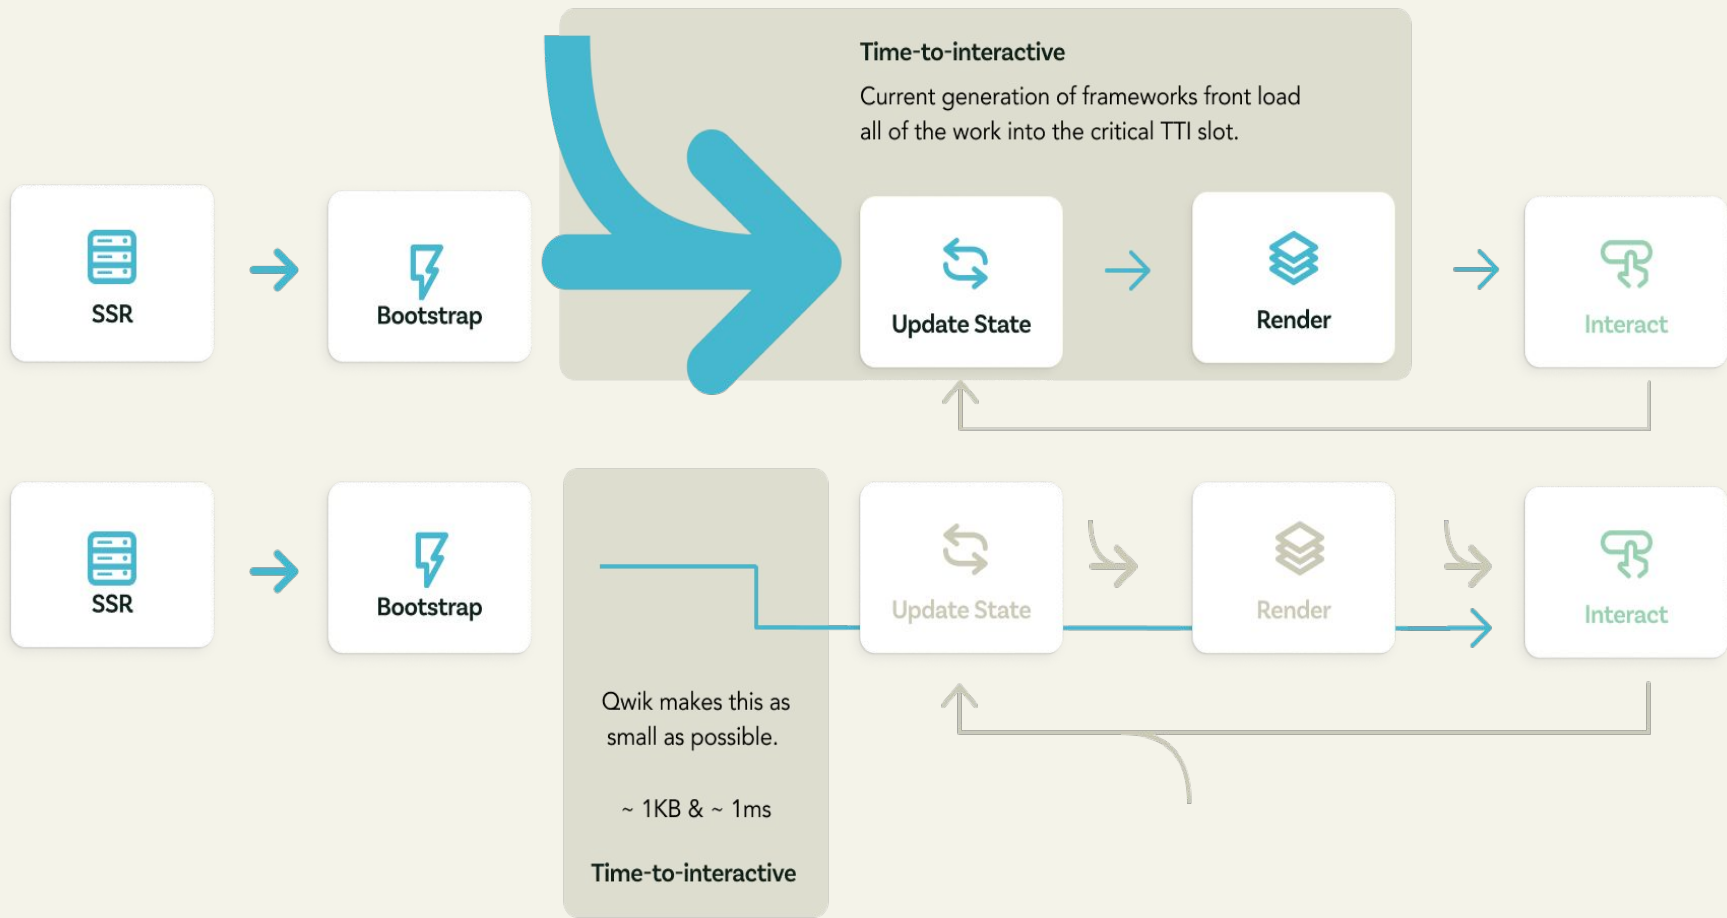 Time-to-interactive
Current generation of frameworks front load
all of the work into the critical TTI slot.
SSR
Bootstrap
Update State
Render
Interact
SSR
Bootstrap
Update State
Render
Interact
Qwik makes this as
small as possible.
~ 1KB & ~ 1ms
Time-to-interactive